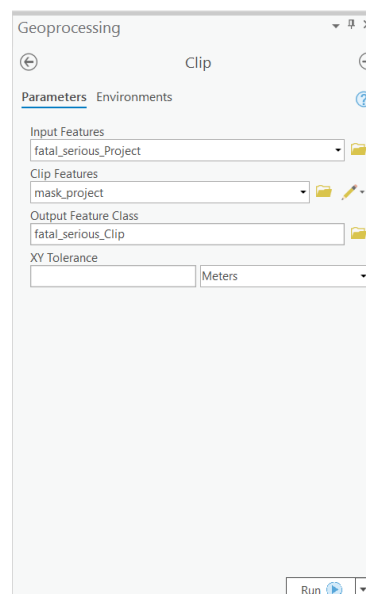 Geoprocessing
Clip
Parameters Environments
Input Features
fatal_serious_Project
Clip Features
mask_project
Output Feature Class
fatal_serious_Clip
XY Tolerance
Meters
Run